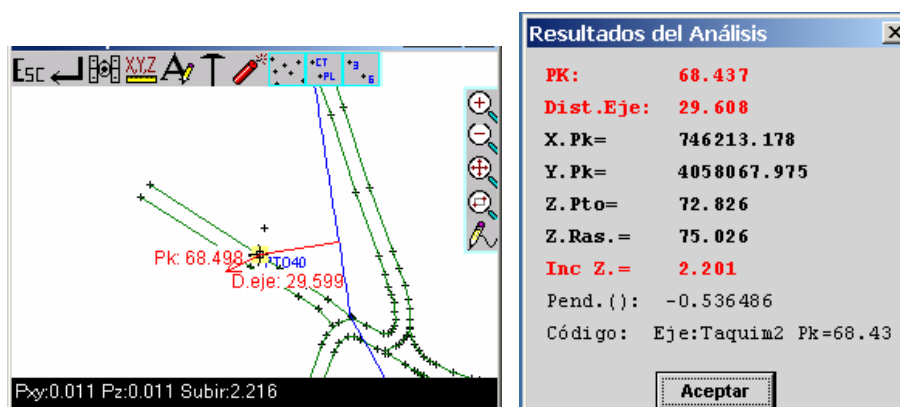 Esc X,Y,Z A T +CT +PL +3 +6
Pk: 68.498
T040
D.eje: 29.599
Pxy:0.011 Pz:0.011 Subir:2.216
Resultados del Análisis
PK: 68.437
Dist.Eje: 29.608
X.Pk= 746213.178
Y.Pk= 4058067.975
Z.Pto= 72.826
Z.Ras.= 75.026
Inc Z.= 2.201
Pend.(): -0.536486
Código: Eje:Taquim2 Pk=68.43
Aceptar